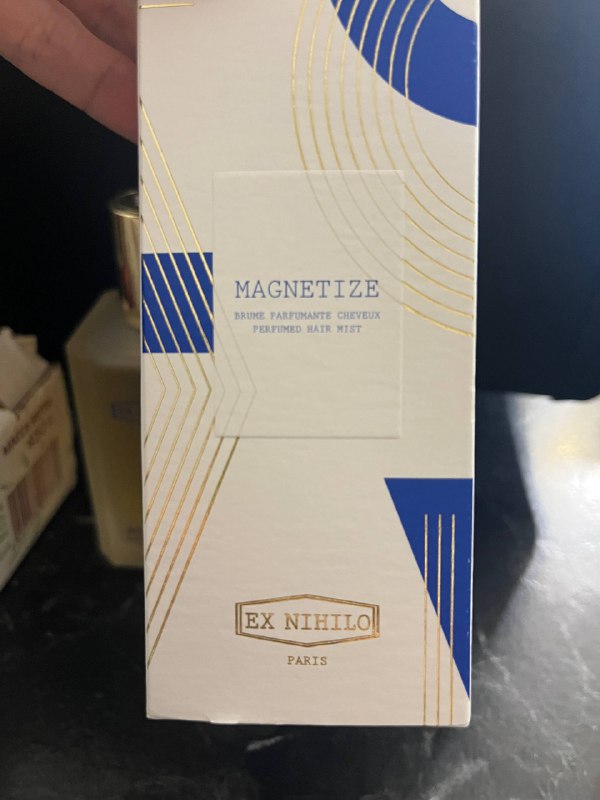 MAGNETIZE
BRUME PARFUMANTE CHEVEUX
PERFUMED HAIR MIST
EX NIHILO
PARIS